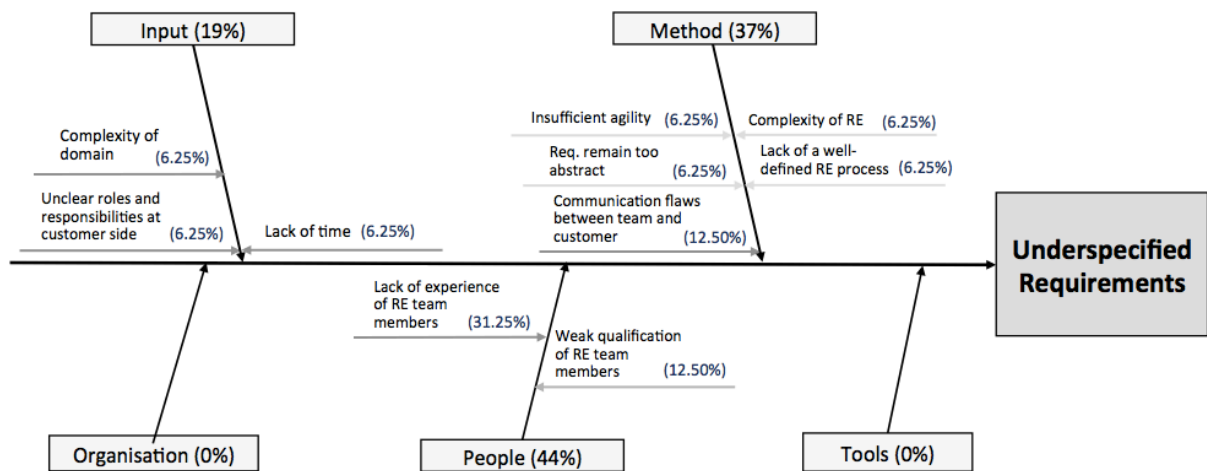 Input (19%)
Method (37%)
Complexity of
domain
(6.25%)
Unclear roles and
responsibilities at
customer side
(6.25%)
Lack of time
(6.25%)
Insufficient agility
(6.25%)
Complexity of RE
(6.25%)
Req. remain too
abstract
(6.25%)
Lack of a well-
defined RE process
(6.25%)
Communication flaws
between team and
customer
(12.50%)
Underspecified
Requirements
Lack of experience
of RE team
members
(31.25%)
Weak qualification
of RE team
members
(12.50%)
Organisation (0%)
People (44%)
Tools (0%)